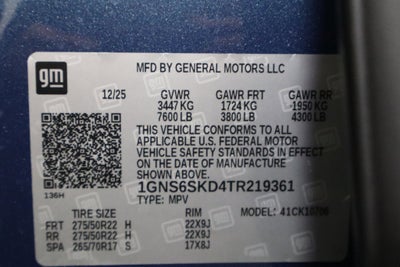 gm
MFD BY GENERAL MOTORS LLC
12/25 GVWR GAWR FRT GAWR RR
3447 KG 1724 KG 1950 KG
7600 LB 3800 LB 4300 LB
THIS VEHICLE CONFORMS TO ALL
APPLICABLE U.S. FEDERAL MOTOR
VEHICLE SAFETY STANDARDS IN EFFECT
ON THE DATE OF MANUFACTURE
SHOWN ABOVE.
1GNS6SKD4TR219361
136H
TYPE: MPV MODEL: 41CK10706
TIRE SIZE RIM
FRT 275/50R22 H 22X9J
RR 275/50R22 H 22X9J
SPA 265/70R17 S 17X8J